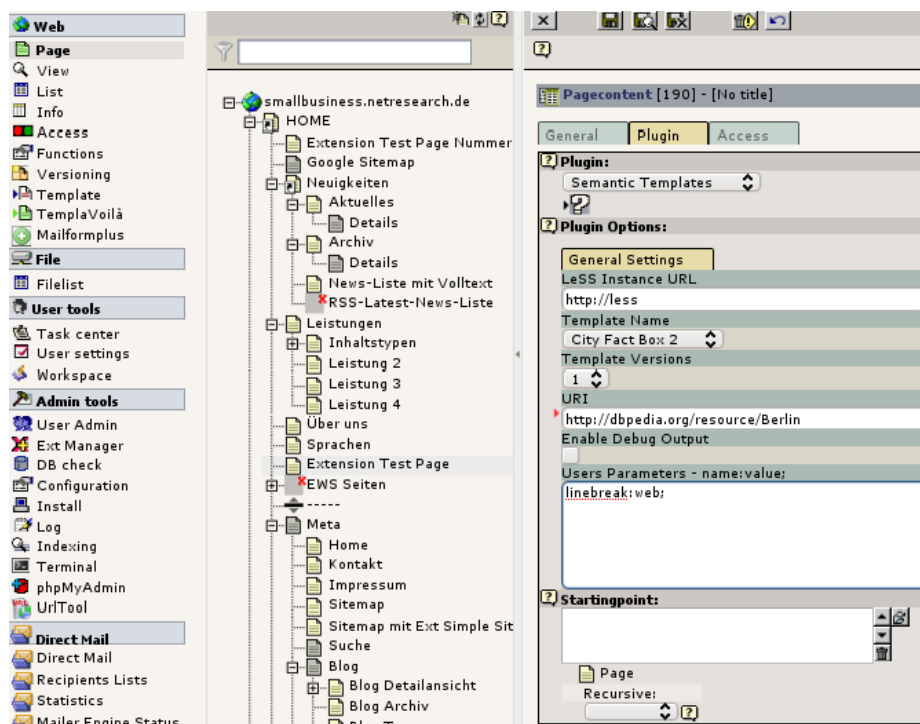 Web
Page
View
List
Info
Access
Functions
Versioning
Template
TemplaVoilà
Mailformplus
File
Filelist
User tools
Task center
User settings
Workspace
Admin tools
User Admin
Ext Manager
DB check
Configuration
Install
Log
Indexing
Terminal
phpMyAdmin
UrlTool
Direct Mail
Direct Mail
Recipients Lists
Statistics
Mailer Engine Status
smallbusiness.netresearch.de
HOME
Extension Test Page Nummer
Google Sitemap
Neuigkeiten
Aktuelles
Details
Archiv
Details
News-Liste mit Volltext
RSS-Latest-News-Liste
Leistungen
Inhaltstypen
Leistung 2
Leistung 3
Leistung 4
Über uns
Sprachen
Extension Test Page
EWS Seiten
-----
Meta
Home
Kontakt
Impressum
Sitemap
Sitemap mit Ext Simple Sit
Suche
Blog
Blog Detailansicht
Blog Archiv
Pagecontent [190] - [No title]
General Plugin Access
Plugin:
Semantic Templates
Plugin Options:
General Settings
LeSS Instance URL
http://less
Template Name
City Fact Box 2
Template Versions
1
URI
http://dbpedia.org/resource/Berlin
Enable Debug Output
Users Parameters - name:value;
linebreak:web;
Startingpoint:
Page
Recursive: